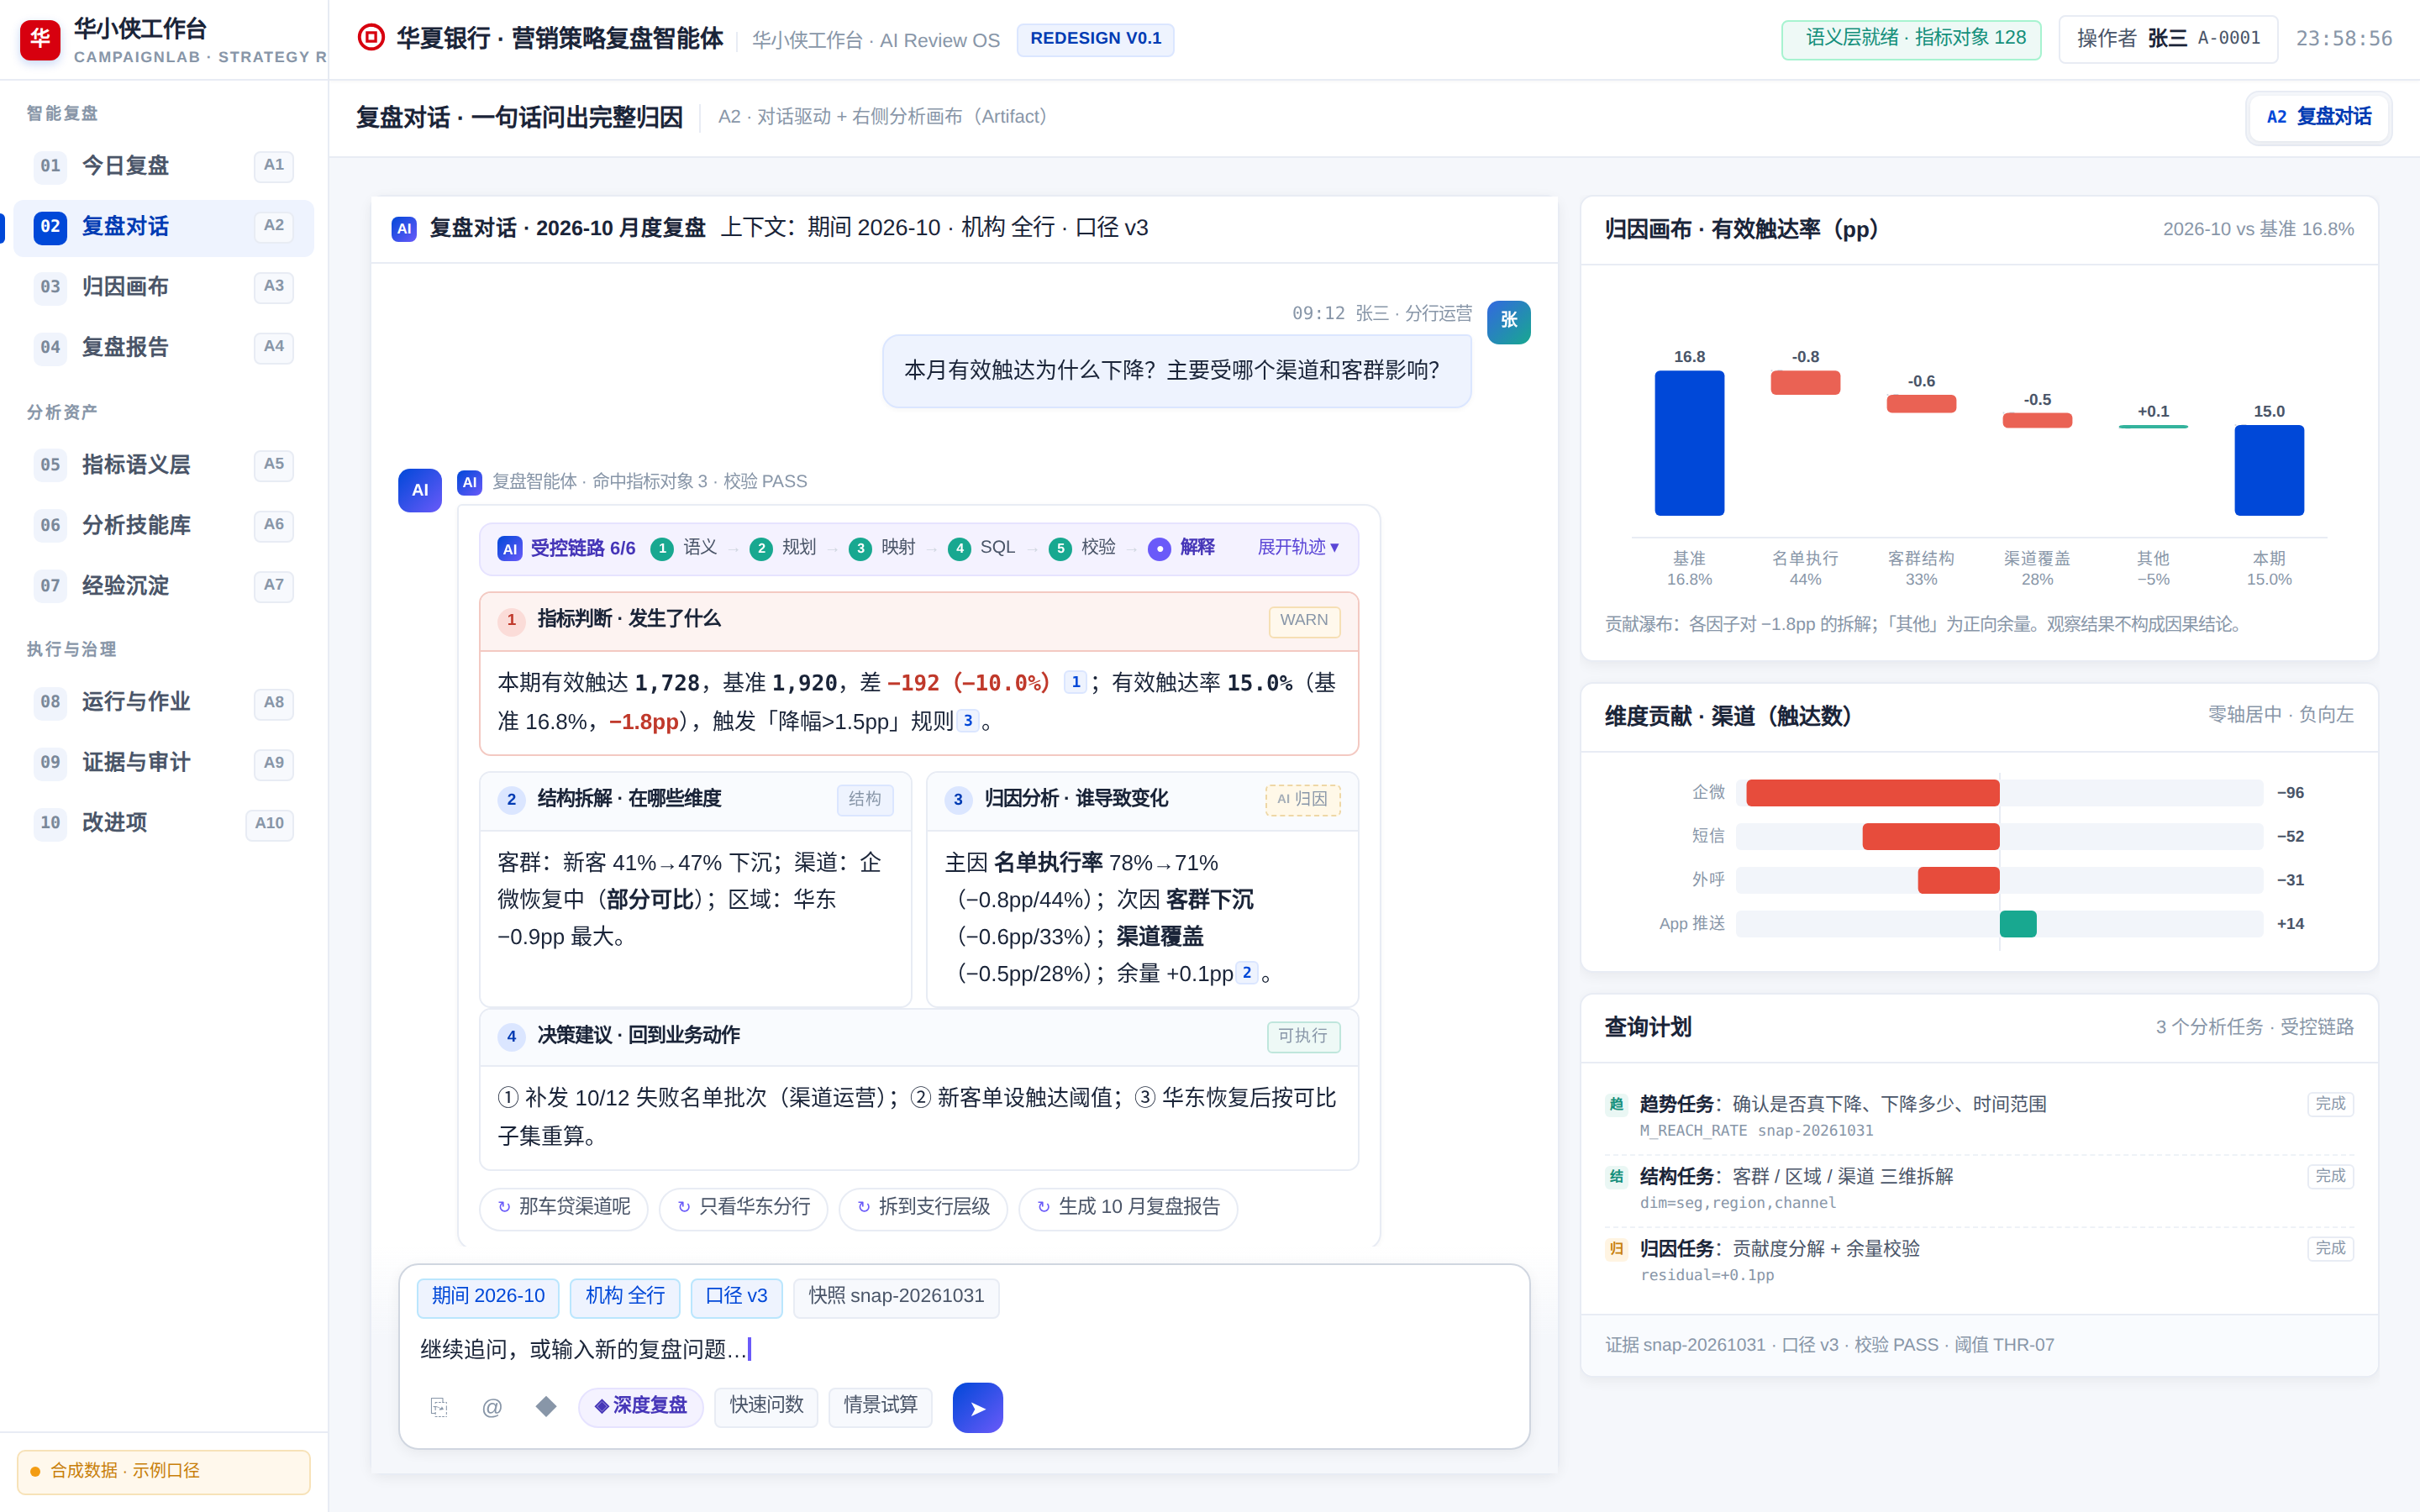 华
华小侠工作台
CAMPAIGNLAB · STRATEGY R
智能复盘
01 今日复盘 A1
02 复盘对话 A2
03 归因画布 A3
04 复盘报告 A4
分析资产
05 指标语义层 A5
06 分析技能库 A6
07 经验沉淀 A7
执行与治理
08 运行与作业 A8
09 证据与审计 A9
10 改进项 A10
合成数据 · 示例口径
华夏银行 · 营销策略复盘智能体 华小侠工作台 · AI Review OS REDESIGN V0.1
语义层就绪 · 指标对象 128 操作者 张三 A-0001 23:58:56
复盘对话 · 一句话问出完整归因 A2 · 对话驱动 + 右侧分析画布（Artifact）
A2 复盘对话
AI 复盘对话 · 2026-10 月度复盘 上下文：期间 2026-10 · 机构 全行 · 口径 v3
09:12 张三 · 分行运营 张
本月有效触达为什么下降？主要受哪个渠道和客群影响？
AI AI 复盘智能体 · 命中指标对象 3 · 校验 PASS
AI 受控链路 6/6 1 语义 → 2 规划 → 3 映射 → 4 SQL → 5 校验 → ● 解释 展开轨迹 ▾
1 指标判断 · 发生了什么 WARN
本期有效触达 1,728，基准 1,920，差 −192（−10.0%） 1 ；有效触达率 15.0%（基
准 16.8%，−1.8pp），触发「降幅>1.5pp」规则 3 。
2 结构拆解 · 在哪些维度 结构
客群：新客 41%→47% 下沉；渠道：企
微恢复中（部分可比）；区域：华东
−0.9pp 最大。
3 归因分析 · 谁导致变化 AI 归因
主因 名单执行率 78%→71%
（−0.8pp/44%）；次因 客群下沉
（−0.6pp/33%）；渠道覆盖
（−0.5pp/28%）；余量 +0.1pp 2 。
4 决策建议 · 回到业务动作 可执行
① 补发 10/12 失败名单批次（渠道运营）；② 新客单设触达阈值；③ 华东恢复后按可比
子集重算。
↻ 那车贷渠道呢 ↻ 只看华东分行 ↻ 拆到支行层级 ↻ 生成 10 月复盘报告
期间 2026-10 机构 全行 口径 v3 快照 snap-20261031
继续追问，或输入新的复盘问题…
@ ◆ ◈ 深度复盘 快速问数 情景试算 ➤
归因画布 · 有效触达率（pp） 2026-10 vs 基准 16.8%
16.8 -0.8 -0.6 -0.5 +0.1 15.0
基准 名单执行 客群结构 渠道覆盖 其他 本期
16.8% 44% 33% 28% −5% 15.0%
贡献瀑布：各因子对 −1.8pp 的拆解；「其他」为正向余量。观察结果不构成因果结论。
维度贡献 · 渠道（触达数） 零轴居中 · 负向左
企微 −96
短信 −52
外呼 −31
App 推送 +14
查询计划 3 个分析任务 · 受控链路
趋 趋势任务：确认是否真下降、下降多少、时间范围 完成
M_REACH_RATE snap-20261031
结 结构任务：客群 / 区域 / 渠道 三维拆解 完成
dim=seg,region,channel
归 归因任务：贡献度分解 + 余量校验 完成
residual=+0.1pp
证据 snap-20261031 · 口径 v3 · 校验 PASS · 阈值 THR-07